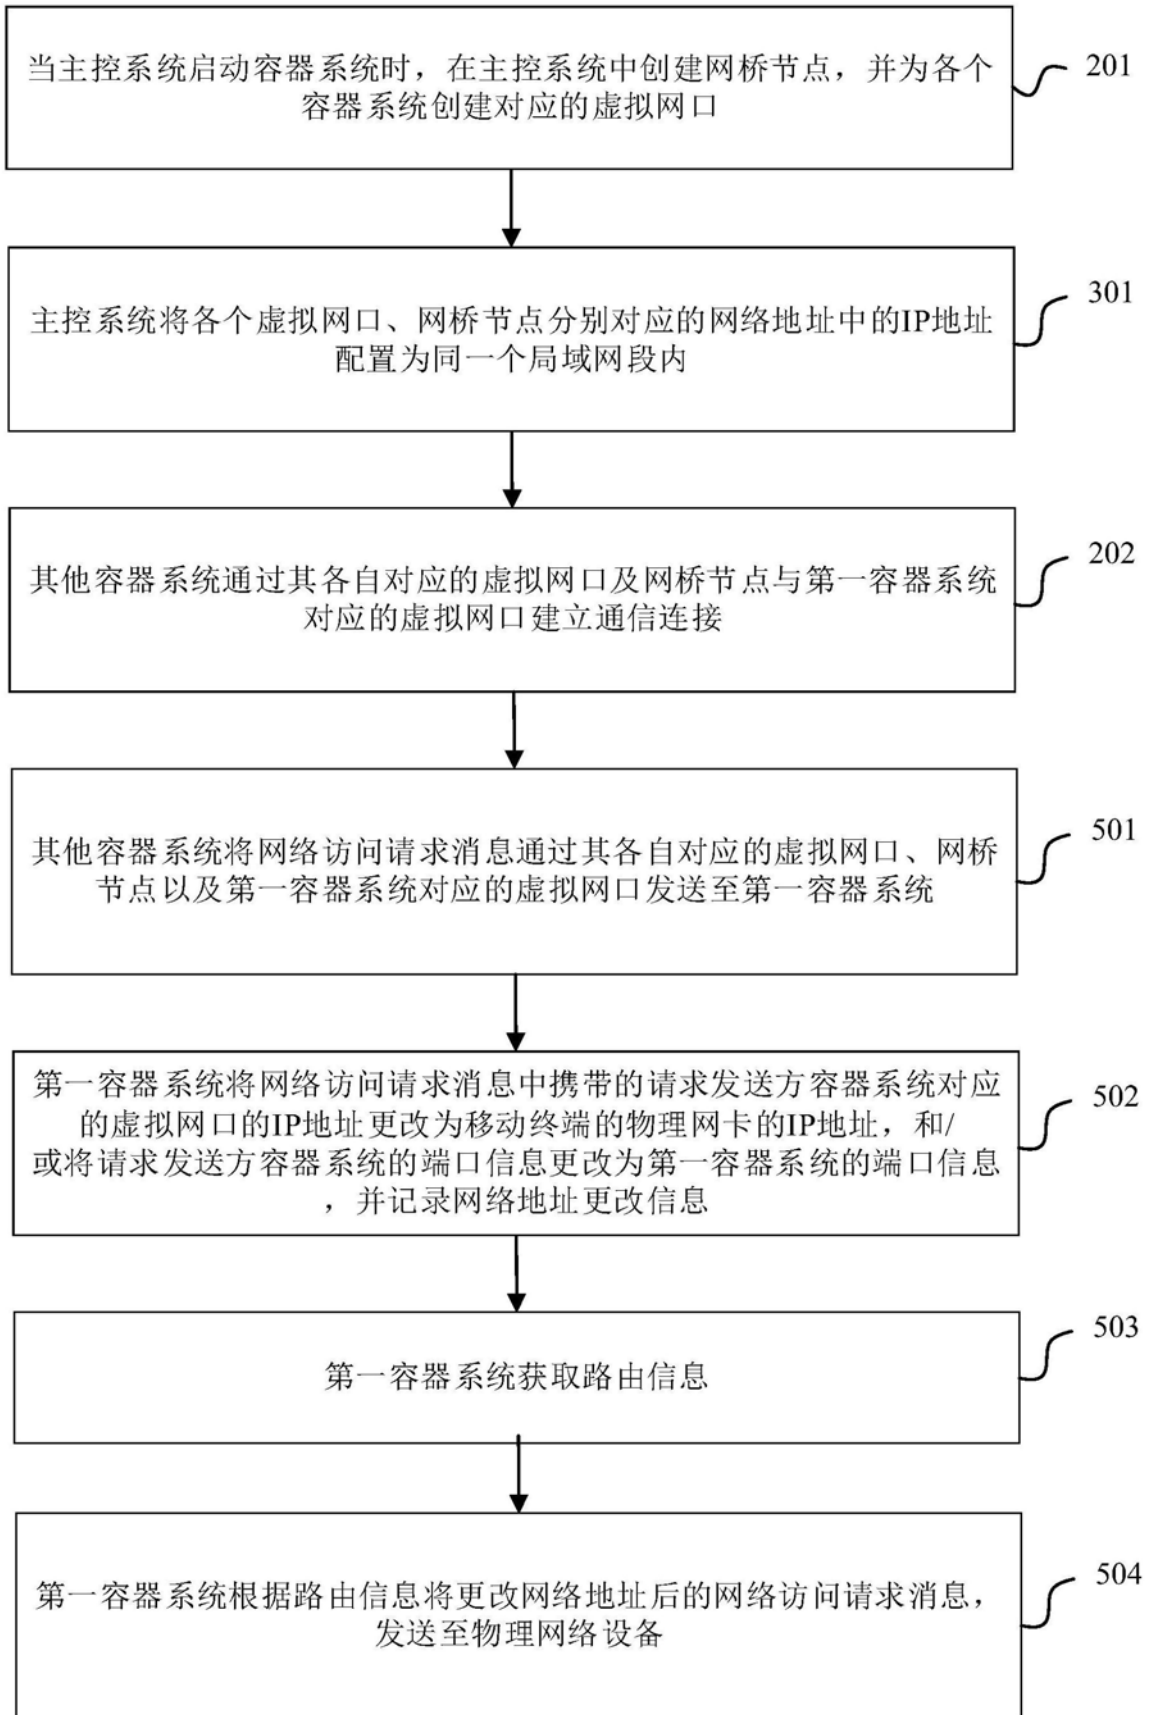 当主控系统启动容器系统时，在主控系统中创建网桥节点，并为各个
容器系统创建对应的虚拟网口
201
主控系统将各个虚拟网口、网桥节点分别对应的网络地址中的IP地址
配置为同一个局域网段内
301
其他容器系统通过其各自对应的虚拟网口及网桥节点与第一容器系统
对应的虚拟网口建立通信连接
202
其他容器系统将网络访问请求消息通过其各自对应的虚拟网口、网桥
节点以及第一容器系统对应的虚拟网口发送至第一容器系统
501
第一容器系统将网络访问请求消息中携带的请求发送方容器系统对应
的虚拟网口的IP地址更改为移动终端的物理网卡的IP地址，和/
或将请求发送方容器系统的端口信息更改为第一容器系统的端口信息
，并记录网络地址更改信息
502
第一容器系统获取路由信息
503
第一容器系统根据路由信息将更改网络地址后的网络访问请求消息，
发送至物理网络设备
504